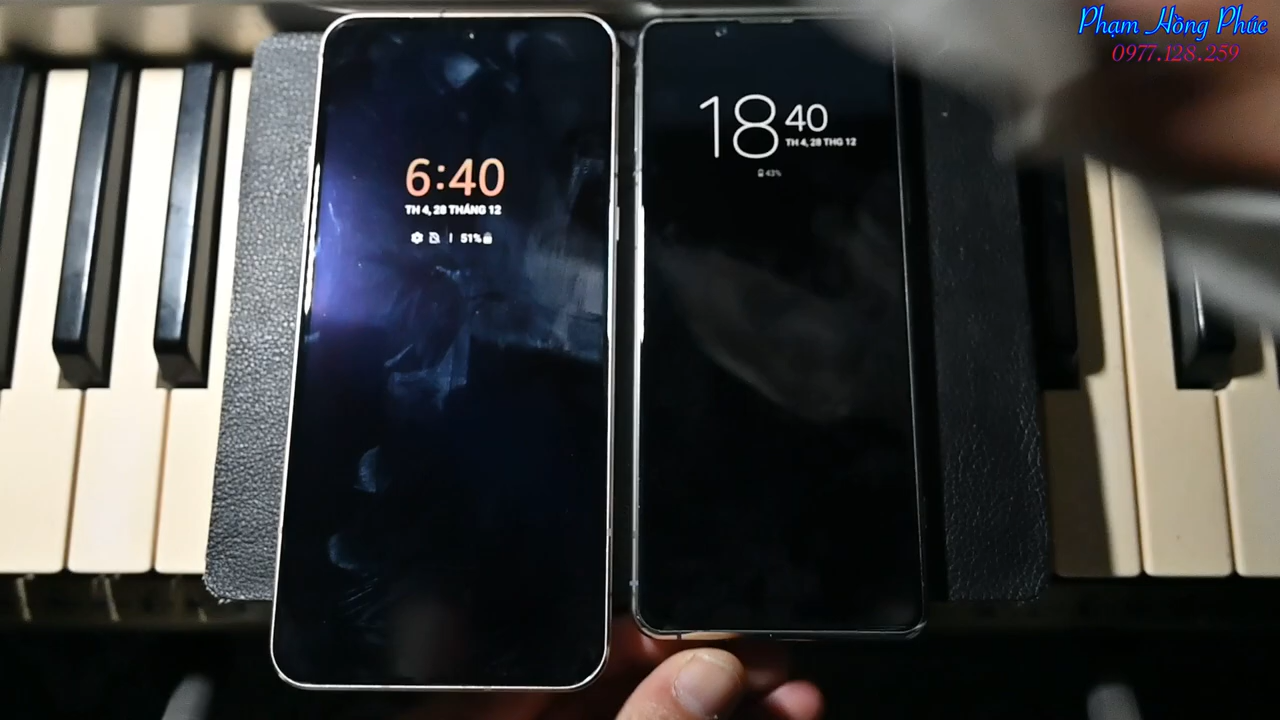 Phạm Hồng Phúc
0977.128.259
6:40
TH 4, 28 THÁNG 12
51%
18 40
TH 4, 28 THG 12
43%